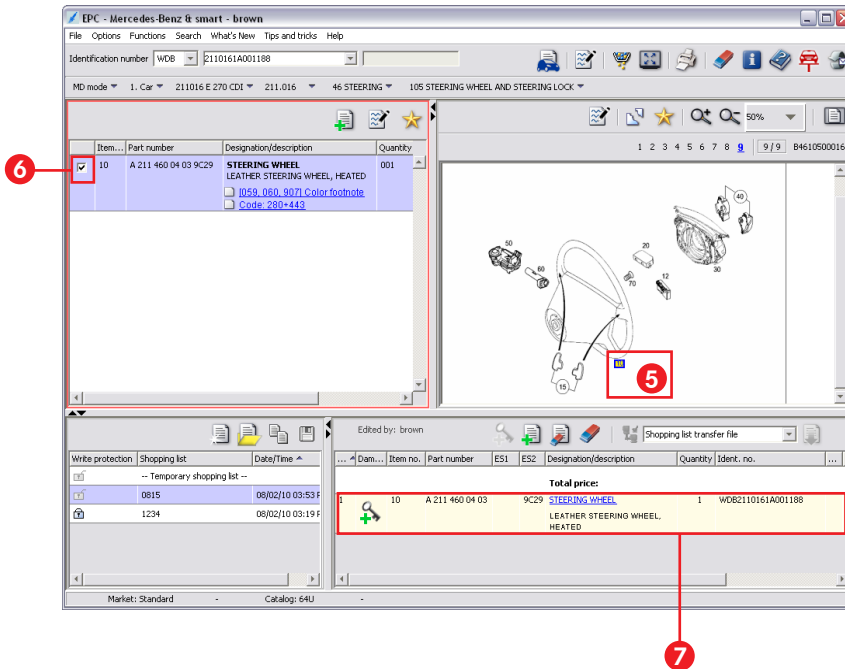 EPC - Mercedes-Benz & smart - brown
File Options Functions Search What's New Tips and tricks Help
Identification number WDB 2110161A001188
MD mode 1. Car 211016 E 270 CDI 211.016 46 STEERING 105 STEERING WHEEL AND STEERING LOCK
50%
Item... Part number Designation/description Quantity
1 2 3 4 5 6 7 8 9 9/9 B4610500016
6
10 A 211 460 04 03 9C29 STEERING WHEEL 001
LEATHER STEERING WHEEL, HEATED
[059, 060, 907] Color footnote
Code: 280+443
40
50
20
60
70
12
30
15
5
Edited by: brown
Shopping list transfer file
Write protection Shopping list Date/Time
... Dam... Item no. Part number ES1 ES2 Designation/description Quantity Ident. no. ...
-- Temporary shopping list --
Total price:
0815 08/02/10 03:53
1234 08/02/10 03:19
1 10 A 211 460 04 03 9C29 STEERING WHEEL 1 WDB2110161A001188
LEATHER STEERING WHEEL,
HEATED
Market: Standard - Catalog: 64U -
7